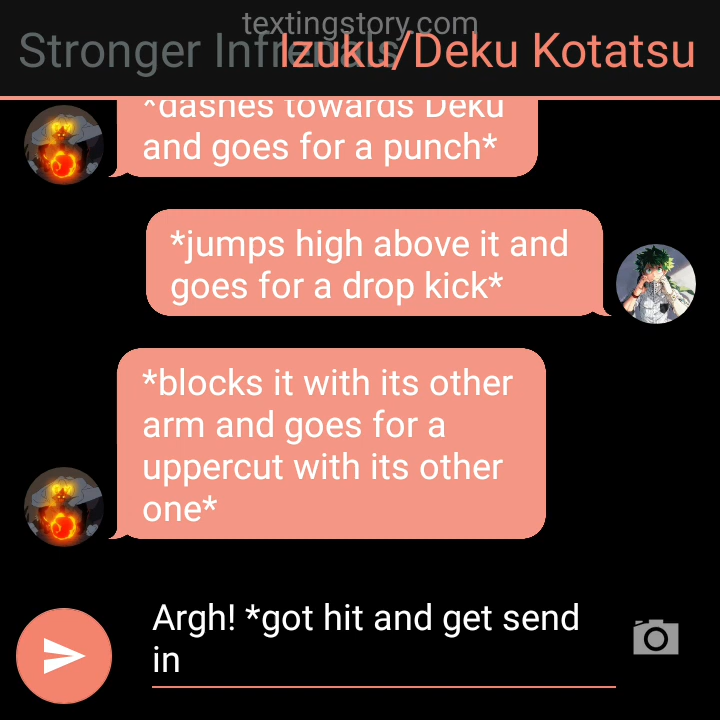 textingstory.com
Stronger Infernals
Izuku/Deku Kotatsu
*dashes towards Deku
and goes for a punch*
*jumps high above it and
goes for a drop kick*
*blocks it with its other
arm and goes for a
uppercut with its other
one*
Argh! *got hit and get send
in